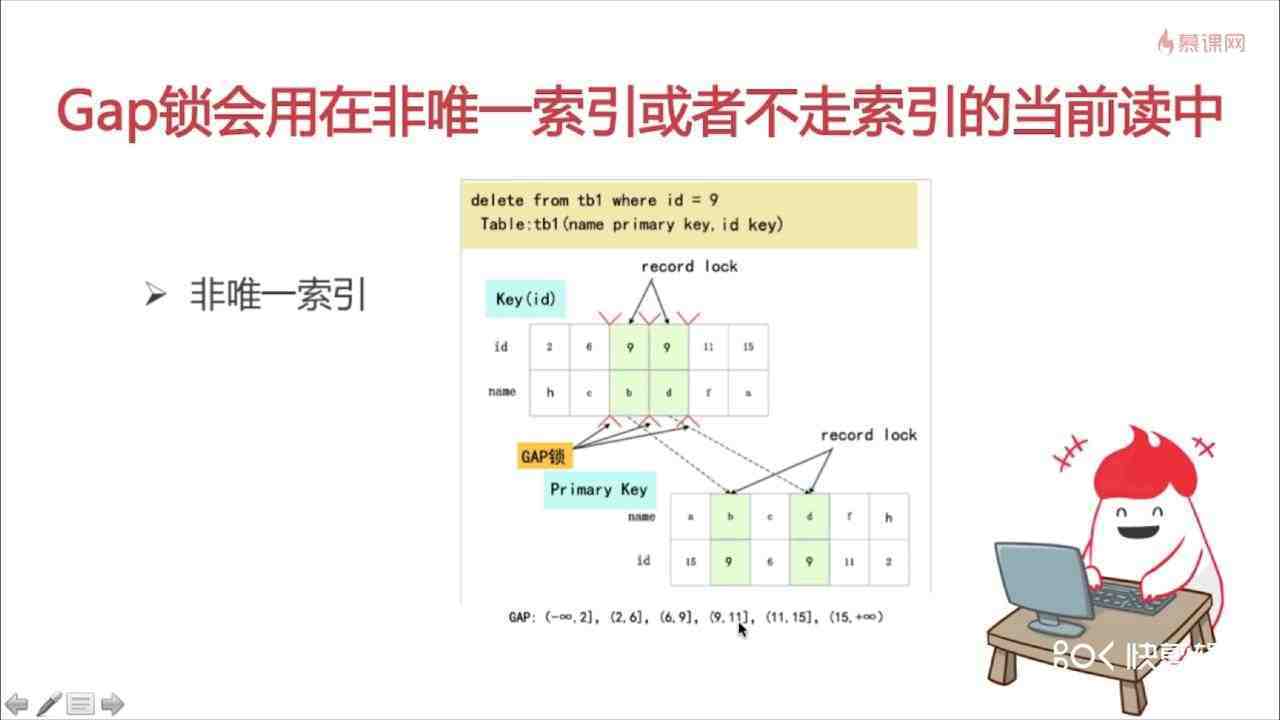 慕课网
Gap锁会用在非唯一索引或者不走索引的当前读中
delete from tb1 where id = 9
Table:tb1(name primary key,id key)
➢ 非唯一索引
record lock
Key(id)
id 2 6 9 9 11 15
name h c b d f a
GAP锁
record lock
Primary Key
name a b c d f h
id 15 9 6 9 11 2
GAP: (-∞,2], (2,6], (6,9], (9,11], (11,15], (15,+∞)